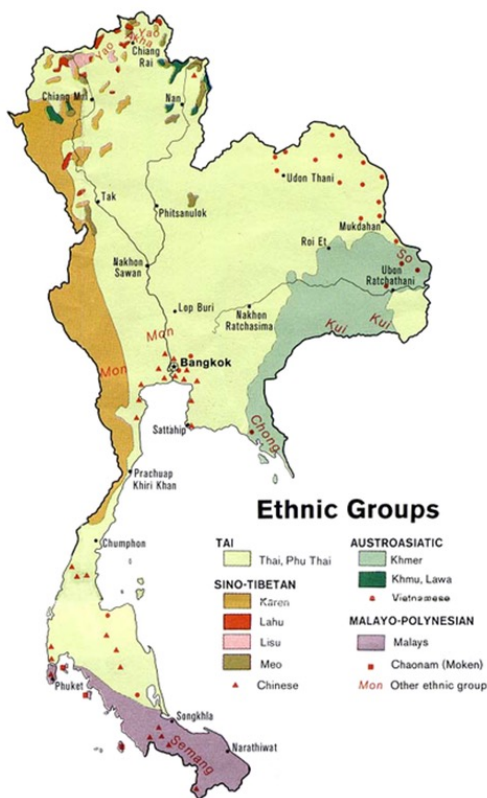 Yao
Yao
Akha
Chiang
Rai
Chiang Mai
Nan
Udon Thani
Tak
Phitsanulok
Mukdahan
Roi Et
So
Nakhon
Sawan
Ubon
Ratchathani
Lop Buri
Nakhon
Ratchasima
Kui
Kui
Mon
Mon
Bangkok
Chong
Sattahip
Prachuap
Khiri Khan
Chumphon
Phuket
Songkhla
Semang
Narathiwat
Ethnic Groups
TAI
Thai, Phu Thai
SINO-TIBETAN
Karen
Lahu
Lisu
Meo
Chinese
AUSTROASIATIC
Khmer
Khmu, Lawa
Vietnamese
MALAYO-POLYNESIAN
Malays
Chaonam (Moken)
Mon Other ethnic group